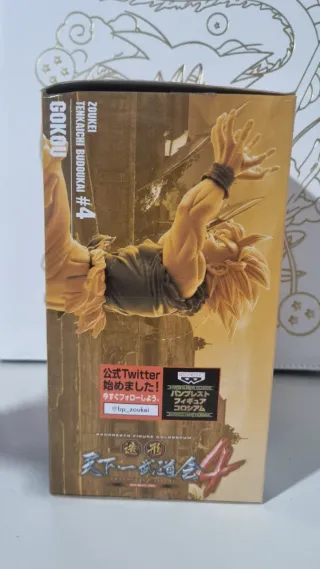 ZOUKEI
TENKAICHI BUDOUKAI #4
GOKOU
公式Twitter
始めました!
今すぐフォローしよう。
@bp_zoukei
バンプレスト
フィギュア
コロシアム
BANPRESTO FIGURE COLOSSEUM
造形
天下一武道会4